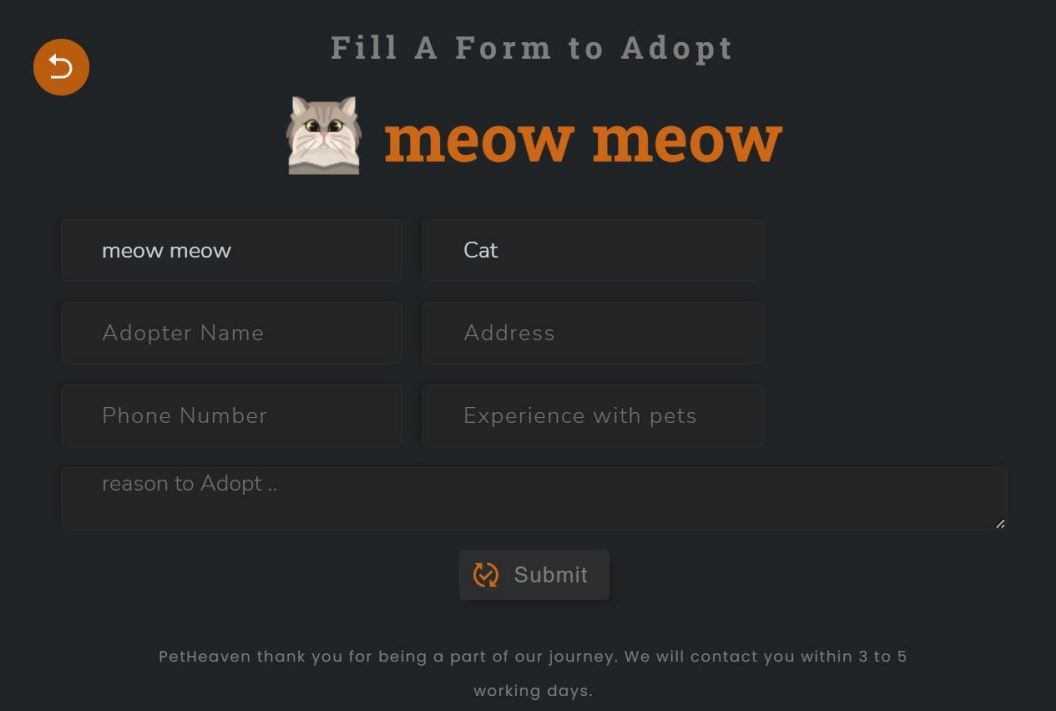 Fill A Form to Adopt
meow meow
meow meow
Cat
Adopter Name
Address
Phone Number
Experience with pets
reason to Adopt ..
Submit
PetHeaven thank you for being a part of our journey. We will contact you within 3 to 5
working days.